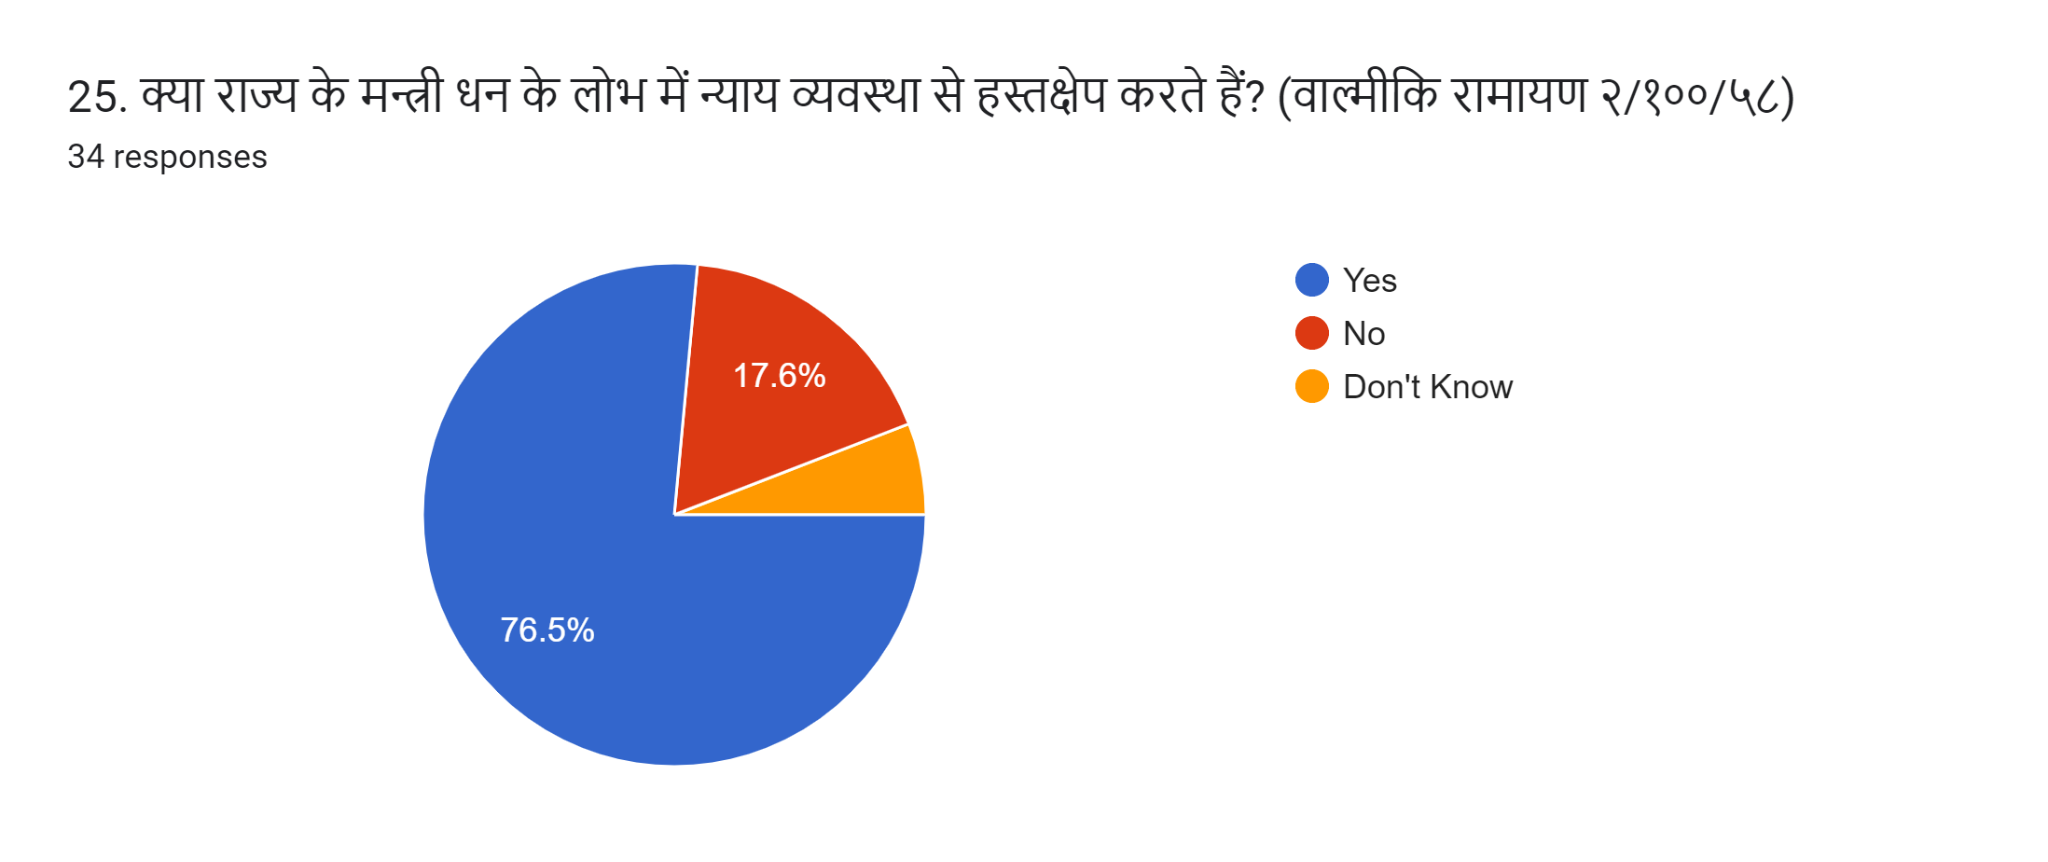 25. क्या राज्य के मन्त्री धन के लोभ में न्याय व्यवस्था से हस्तक्षेप करते हैं? (वाल्मीकि रामायण २/१००/५८)
34 responses
Yes
No
Don't Know
17.6%
76.5%